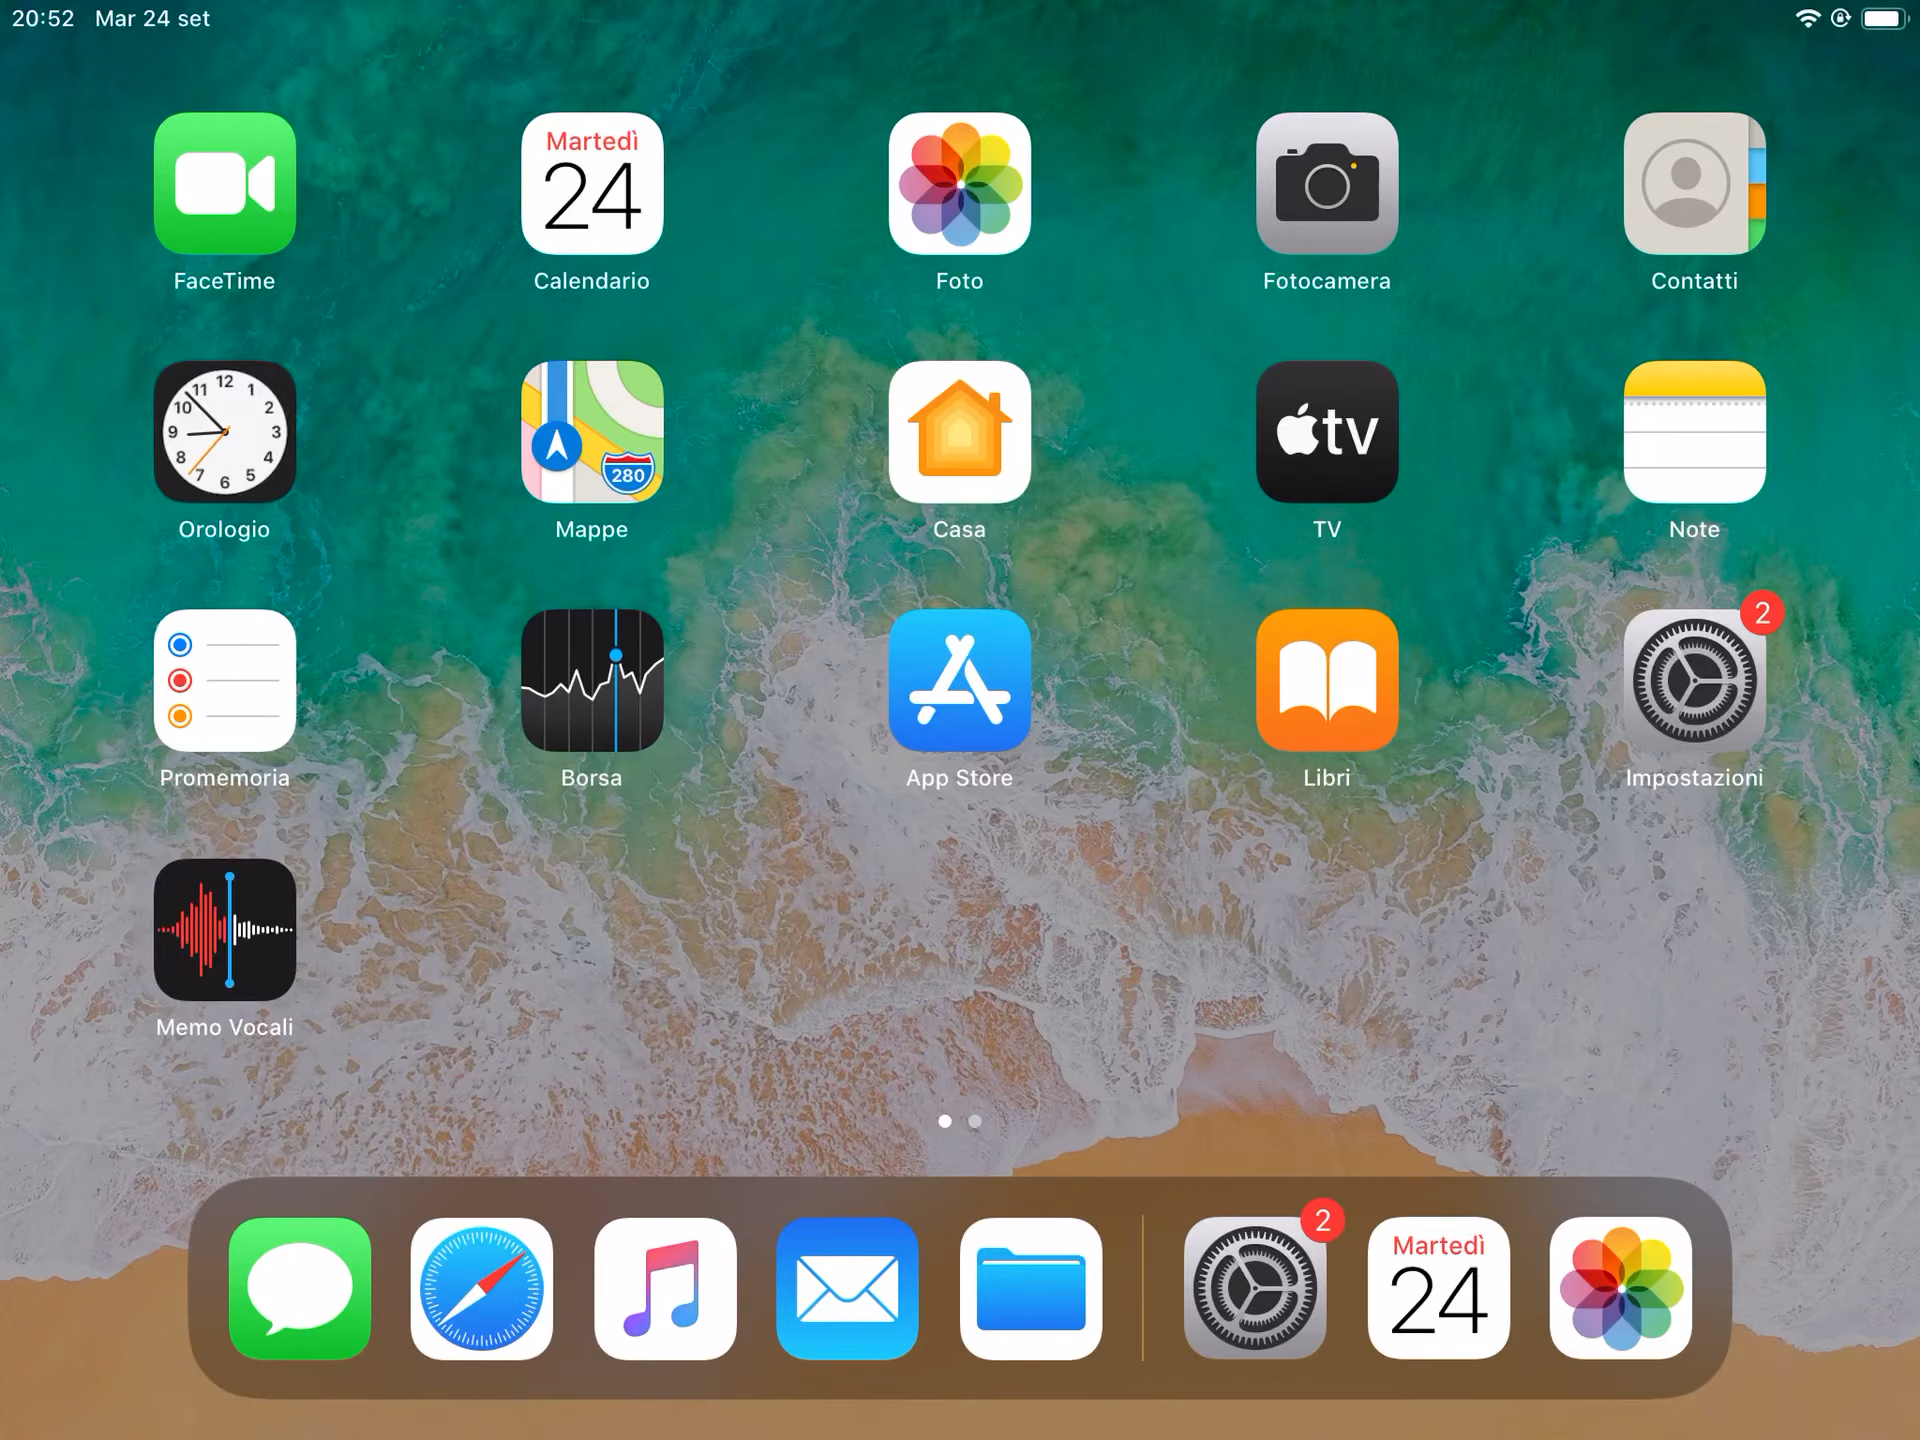 20:52 Mar 24 set
Martedì
24
FaceTime
Calendario
Foto
Fotocamera
Contatti
12
11 1
10 2
9 3
8 4
7 5
6
280
tv
Orologio
Mappe
Casa
TV
Note
2
Promemoria
Borsa
App Store
Libri
Impostazioni
Memo Vocali
2
Martedì
24